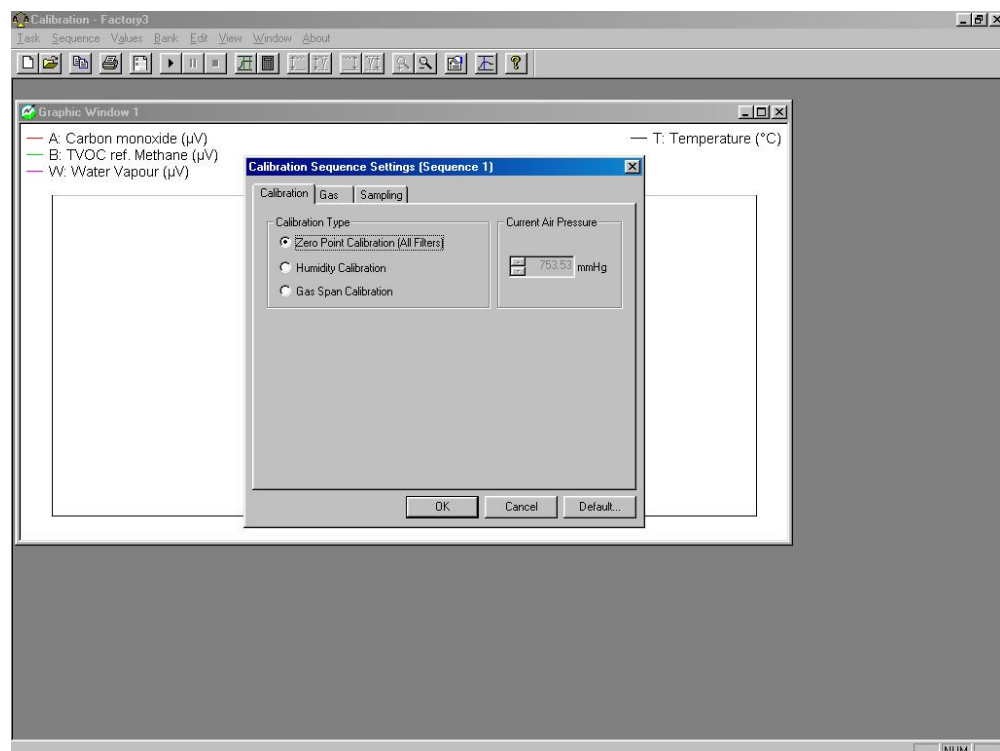 Calibration - Factory3
Task Sequence Values Bank Edit View Window About
Graphic Window 1
A: Carbon monoxide (µV)
B: TVOC ref. Methane (µV)
W: Water Vapour (µV)
T: Temperature (°C)
Calibration Sequence Settings (Sequence 1)
Calibration Gas Sampling
Calibration Type
Zero Point Calibration (All Filters)
Humidity Calibration
Gas Span Calibration
Current Air Pressure
753.53 mmHg
OK Cancel Default...
NUM